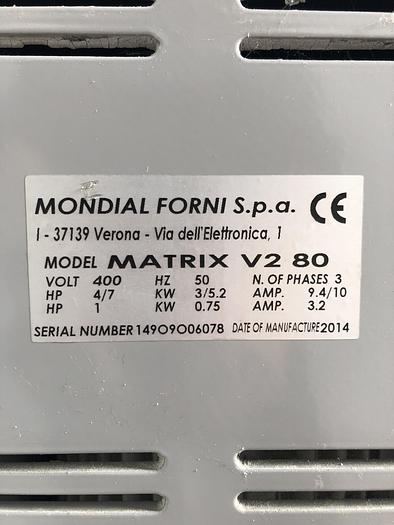 MONDIAL FORNI S.p.a. CE
I - 37139 Verona - Via dell'Elettronica, 1
MODEL MATRIX V2 80
VOLT 400 HZ 50 N. OF PHASES 3
HP 4/7 KW 3/5.2 AMP. 9.4/10
HP 1 KW 0.75 AMP. 3.2
SERIAL NUMBER 149O9O06078 DATE OF MANUFACTURE 2014